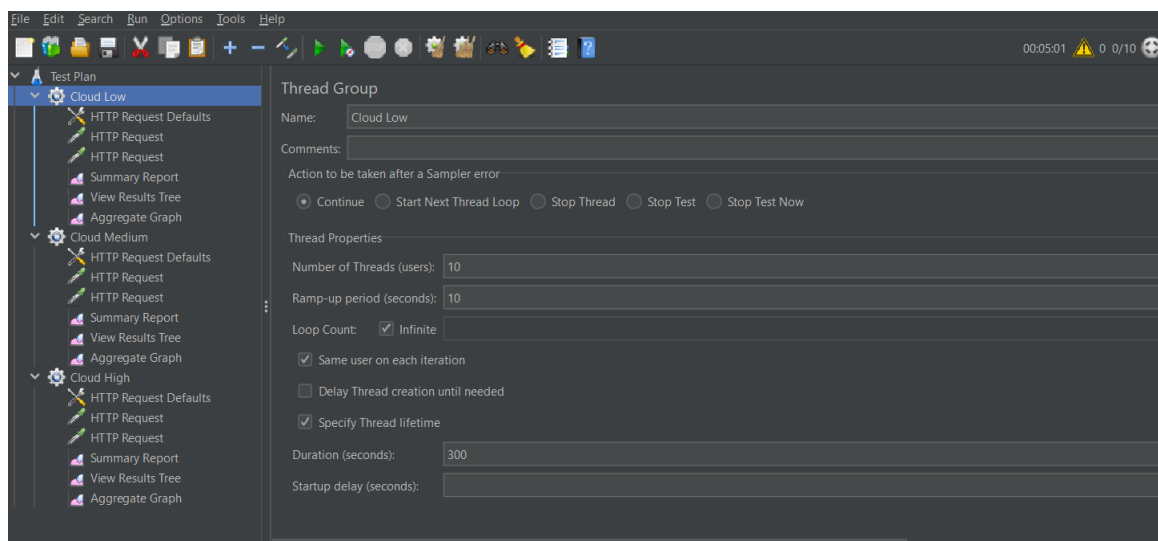 File Edit Search Run Options Tools Help
00:05:01 0 0/10
Test Plan
Cloud Low
HTTP Request Defaults
HTTP Request
HTTP Request
Summary Report
View Results Tree
Aggregate Graph
Cloud Medium
HTTP Request Defaults
HTTP Request
HTTP Request
Summary Report
View Results Tree
Aggregate Graph
Cloud High
HTTP Request Defaults
HTTP Request
HTTP Request
Summary Report
View Results Tree
Aggregate Graph
Thread Group
Name: Cloud Low
Comments:
Action to be taken after a Sampler error
Continue Start Next Thread Loop Stop Thread Stop Test Stop Test Now
Thread Properties
Number of Threads (users): 10
Ramp-up period (seconds): 10
Loop Count: Infinite
Same user on each iteration
Delay Thread creation until needed
Specify Thread lifetime
Duration (seconds): 300
Startup delay (seconds):